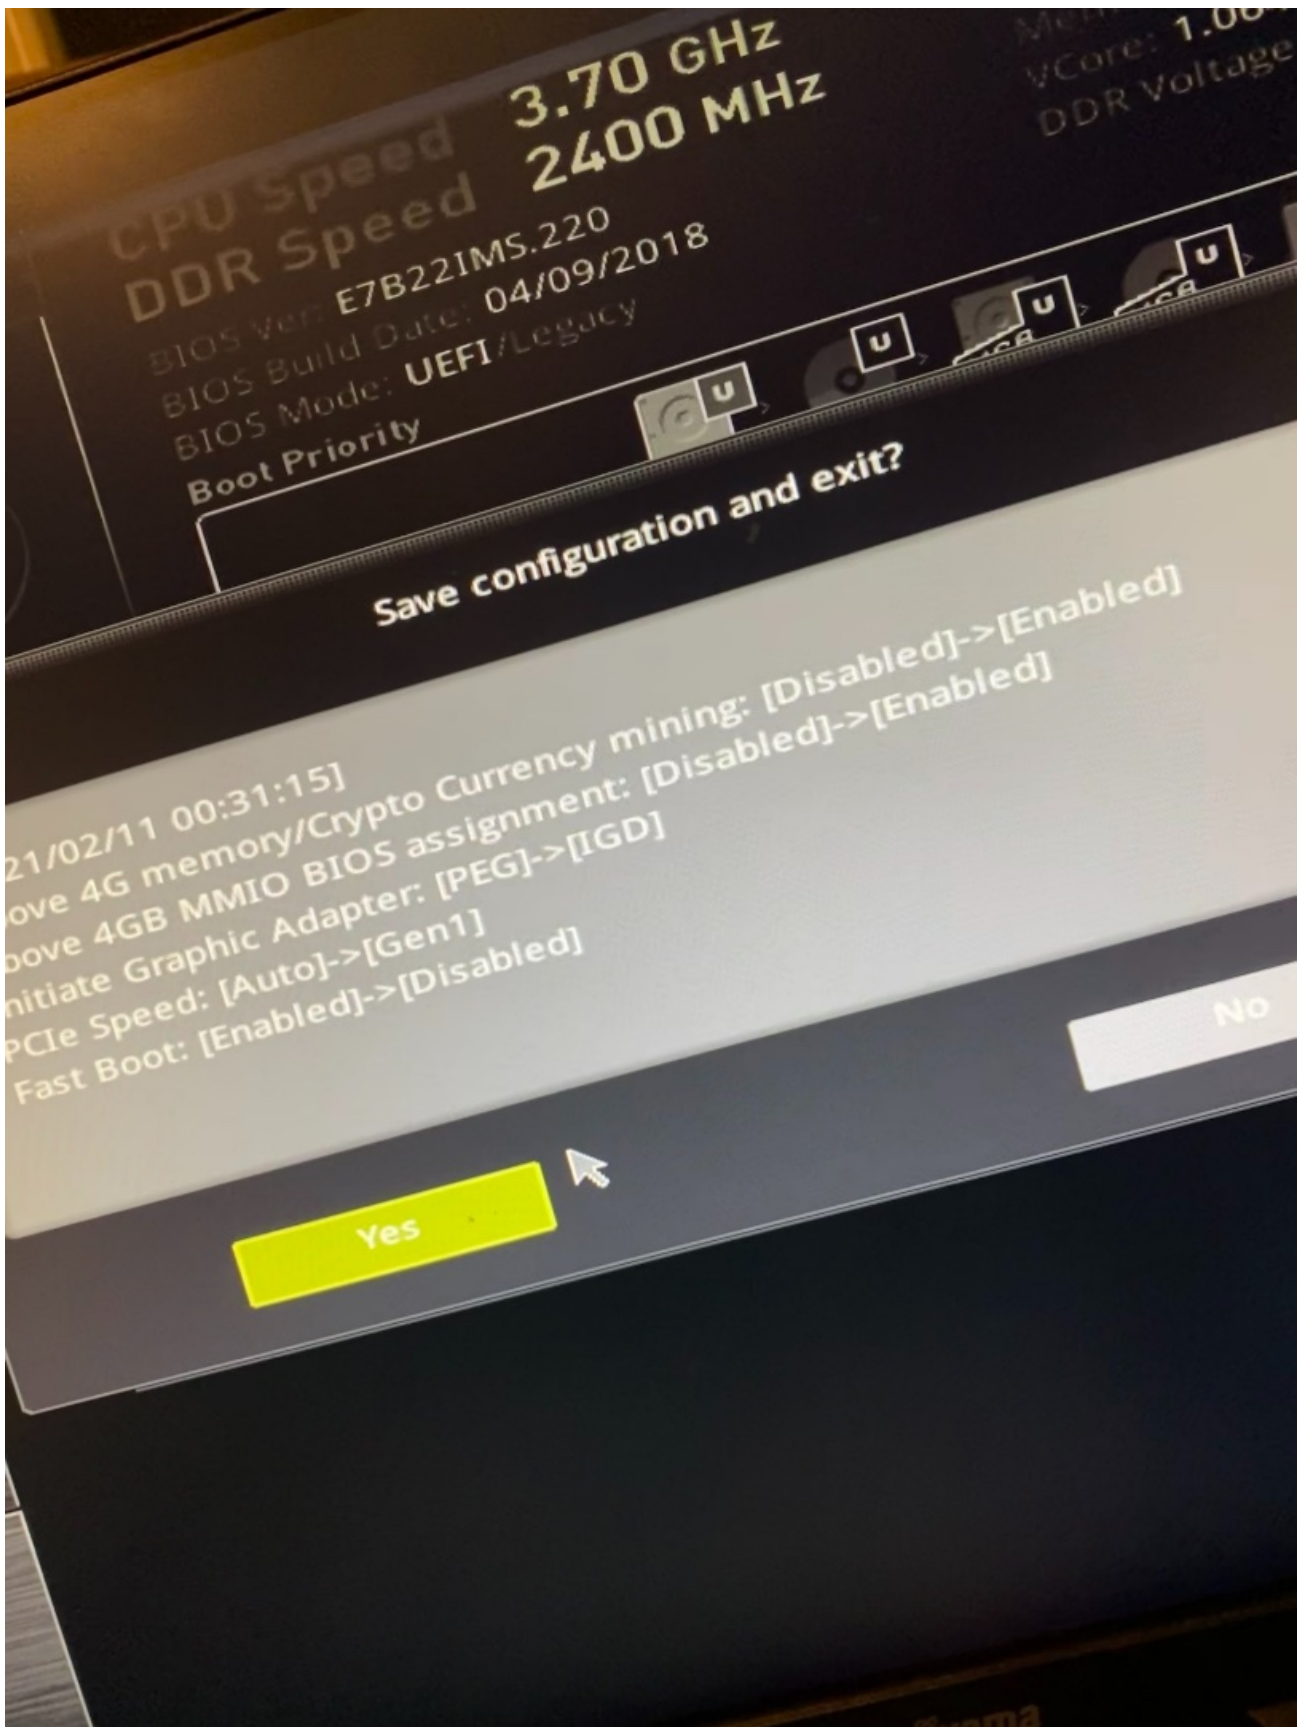 CPU Speed 3.70 GHz
DDR Speed 2400 MHz
VCore:
DDR Voltage
BIOS Ver: E7B22IMS.220
BIOS Build Date: 04/09/2018
BIOS Mode: UEFI/Legacy
Boot Priority
U
U
U
U
Save configuration and exit?
21/02/11 00:31:15]
ove 4G memory/Crypto Currency mining: [Disabled]->[Enabled]
bove 4GB MMIO BIOS assignment: [Disabled]->[Enabled]
nitiate Graphic Adapter: [PEG]->[IGD]
PCIe Speed: [Auto]->[Gen1]
Fast Boot: [Enabled]->[Disabled]
No
Yes